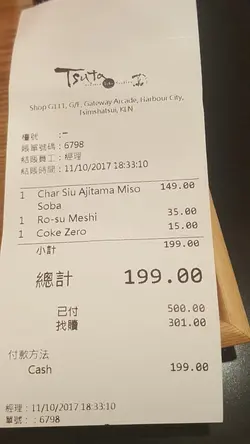 Tsuta
Shop G111, G/F, Gateway Arcade, Harbour City,
Tsimshatsui, KLN
檯號 :—
賬單號碼：6798
結賬員工：經理
結賬時間：11/10/2017 18:33:10
1 Char Siu Ajitama Miso Soba 149.00
1 Ro-su Meshi 35.00
1 Coke Zero 15.00
小計 199.00
總計 199.00
已付 500.00
找贖 301.00
付款方法
Cash 199.00
經理：11/10/2017 18:33:10
單號：：6798